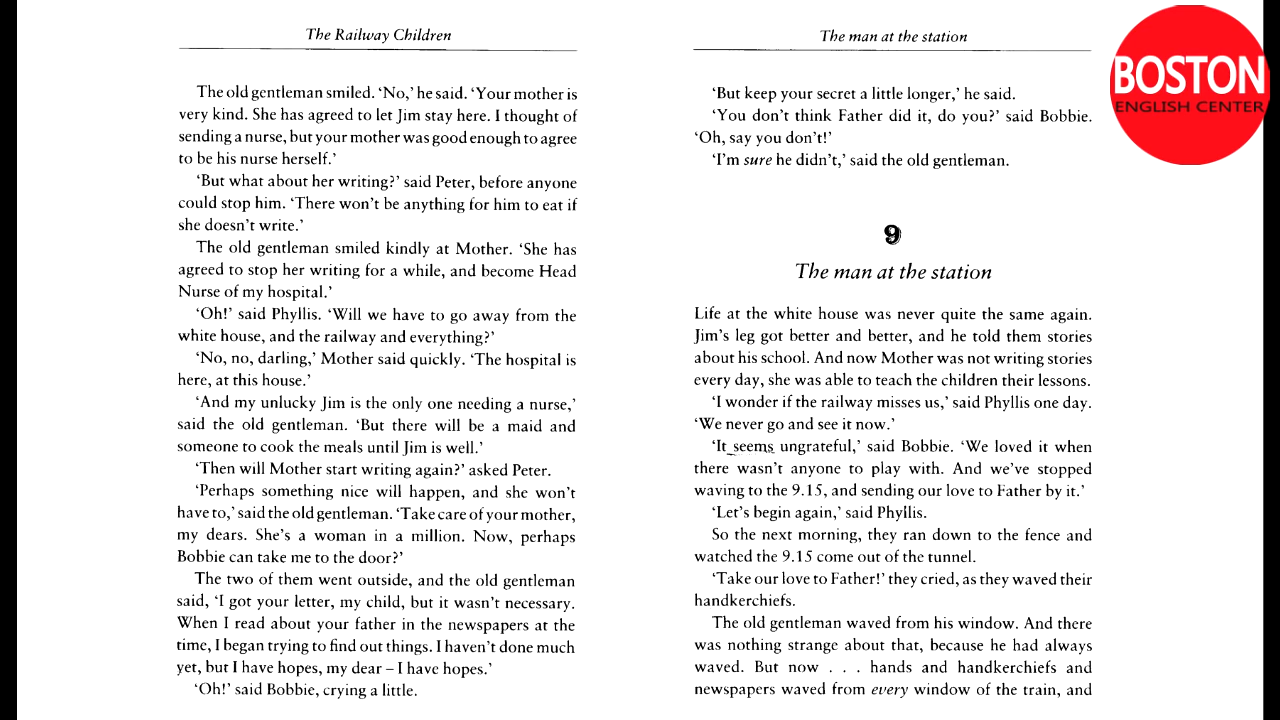 The Railway Children
The old gentleman smiled. ‘No,’ he said. ‘Your mother is
very kind. She has agreed to let Jim stay here. I thought of
sending a nurse, but your mother was good enough to agree
to be his nurse herself.’
‘But what about her writing?’ said Peter, before anyone
could stop him. ‘There won’t be anything for him to eat if
she doesn’t write.’
The old gentleman smiled kindly at Mother. ‘She has
agreed to stop her writing for a while, and become Head
Nurse of my hospital.’
‘Oh!’ said Phyllis. ‘Will we have to go away from the
white house, and the railway and everything?’
‘No, no, darling,’ Mother said quickly. ‘The hospital is
here, at this house.’
‘And my unlucky Jim is the only one needing a nurse,’
said the old gentleman. ‘But there will be a maid and
someone to cook the meals until Jim is well.’
‘Then will Mother start writing again?’ asked Peter.
‘Perhaps something nice will happen, and she won’t
have to,’ said the old gentleman. ‘Take care of your mother,
my dears. She’s a woman in a million. Now, perhaps
Bobbie can take me to the door?’
The two of them went outside, and the old gentleman
said, ‘I got your letter, my child, but it wasn’t necessary.
When I read about your father in the newspapers at the
time, I began trying to find out things. I haven’t done much
yet, but I have hopes, my dear – I have hopes.’
‘Oh!’ said Bobbie, crying a little.
The man at the station
‘But keep your secret a little longer,’ he said.
‘You don’t think Father did it, do you?’ said Bobbie.
‘Oh, say you don’t!’
‘I’m sure he didn’t,’ said the old gentleman.
9
The man at the station
Life at the white house was never quite the same again.
Jim’s leg got better and better, and he told them stories
about his school. And now Mother was not writing stories
every day, she was able to teach the children their lessons.
‘I wonder if the railway misses us,’ said Phyllis one day.
‘We never go and see it now.’
‘It seems ungrateful,’ said Bobbie. ‘We loved it when
there wasn’t anyone to play with. And we’ve stopped
waving to the 9.15, and sending our love to Father by it.’
‘Let’s begin again,’ said Phyllis.
So the next morning, they ran down to the fence and
watched the 9.15 come out of the tunnel.
‘Take our love to Father!’ they cried, as they waved their
handkerchiefs.
The old gentleman waved from his window. And there
was nothing strange about that, because he had always
waved. But now . . . hands and handkerchiefs and
newspapers waved from every window of the train, and
BOSTON
ENGLISH CENTER